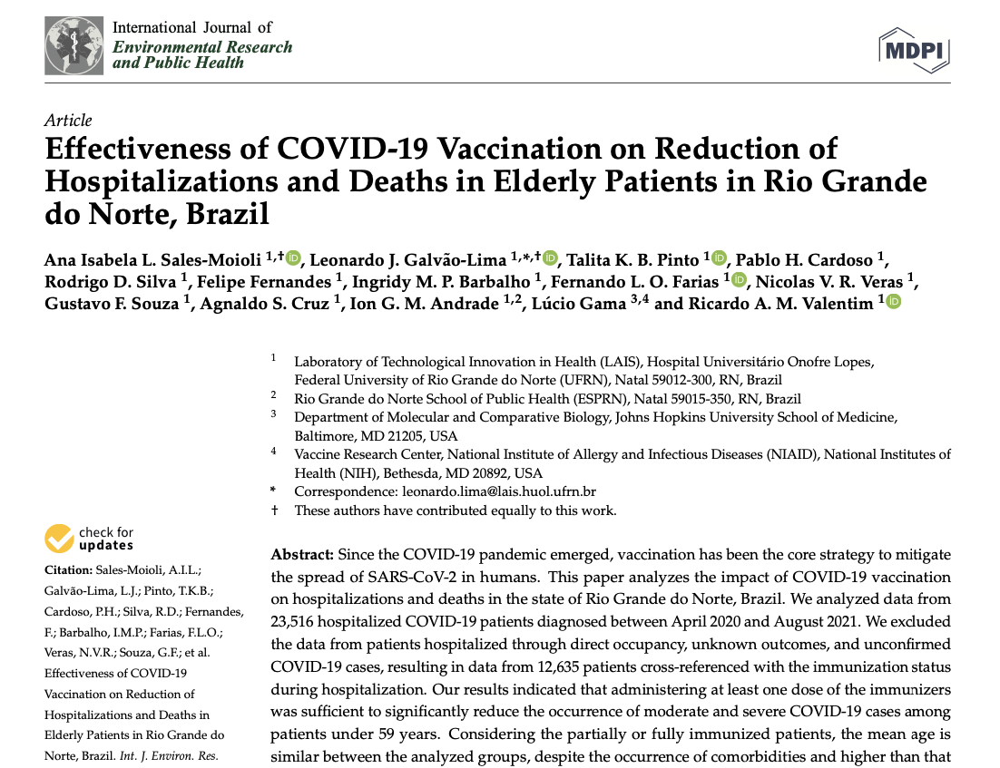 International Journal of
Environmental Research
and Public Health
MDPI
Article
Effectiveness of COVID-19 Vaccination on Reduction of
Hospitalizations and Deaths in Elderly Patients in Rio Grande
do Norte, Brazil
Ana Isabela L. Sales-Moioli 1,†, Leonardo J. Galvão-Lima 1,*,†, Talita K. B. Pinto 1, Pablo H. Cardoso 1,
Rodrigo D. Silva 1, Felipe Fernandes 1, Ingridy M. P. Barbalho 1, Fernando L. O. Farias 1, Nicolas V. R. Veras 1,
Gustavo F. Souza 1, Agnaldo S. Cruz 1, Ion G. M. Andrade 1,2, Lúcio Gama 3,4 and Ricardo A. M. Valentim 1
1 Laboratory of Technological Innovation in Health (LAIS), Hospital Universitário Onofre Lopes,
Federal University of Rio Grande do Norte (UFRN), Natal 59012-300, RN, Brazil
2 Rio Grande do Norte School of Public Health (ESPRN), Natal 59015-350, RN, Brazil
3 Department of Molecular and Comparative Biology, Johns Hopkins University School of Medicine,
Baltimore, MD 21205, USA
4 Vaccine Research Center, National Institute of Allergy and Infectious Diseases (NIAID), National Institutes of
Health (NIH), Bethesda, MD 20892, USA
* Correspondence: leonardo.lima@lais.huol.ufrn.br
† These authors have contributed equally to this work.
check for
updates
Citation: Sales-Moioli, A.I.L.;
Galvão-Lima, L.J.; Pinto, T.K.B.;
Cardoso, P.H.; Silva, R.D.; Fernandes,
F.; Barbalho, I.M.P.; Farias, F.L.O.;
Veras, N.V.R.; Souza, G.F.; et al.
Effectiveness of COVID-19
Vaccination on Reduction of
Hospitalizations and Deaths in
Elderly Patients in Rio Grande do
Norte, Brazil. Int. J. Environ. Res.
Abstract: Since the COVID-19 pandemic emerged, vaccination has been the core strategy to mitigate
the spread of SARS-CoV-2 in humans. This paper analyzes the impact of COVID-19 vaccination
on hospitalizations and deaths in the state of Rio Grande do Norte, Brazil. We analyzed data from
23,516 hospitalized COVID-19 patients diagnosed between April 2020 and August 2021. We excluded
the data from patients hospitalized through direct occupancy, unknown outcomes, and unconfirmed
COVID-19 cases, resulting in data from 12,635 patients cross-referenced with the immunization status
during hospitalization. Our results indicated that administering at least one dose of the immunizers
was sufficient to significantly reduce the occurrence of moderate and severe COVID-19 cases among
patients under 59 years. Considering the partially or fully immunized patients, the mean age is
similar between the analyzed groups, despite the occurrence of comorbidities and higher than that